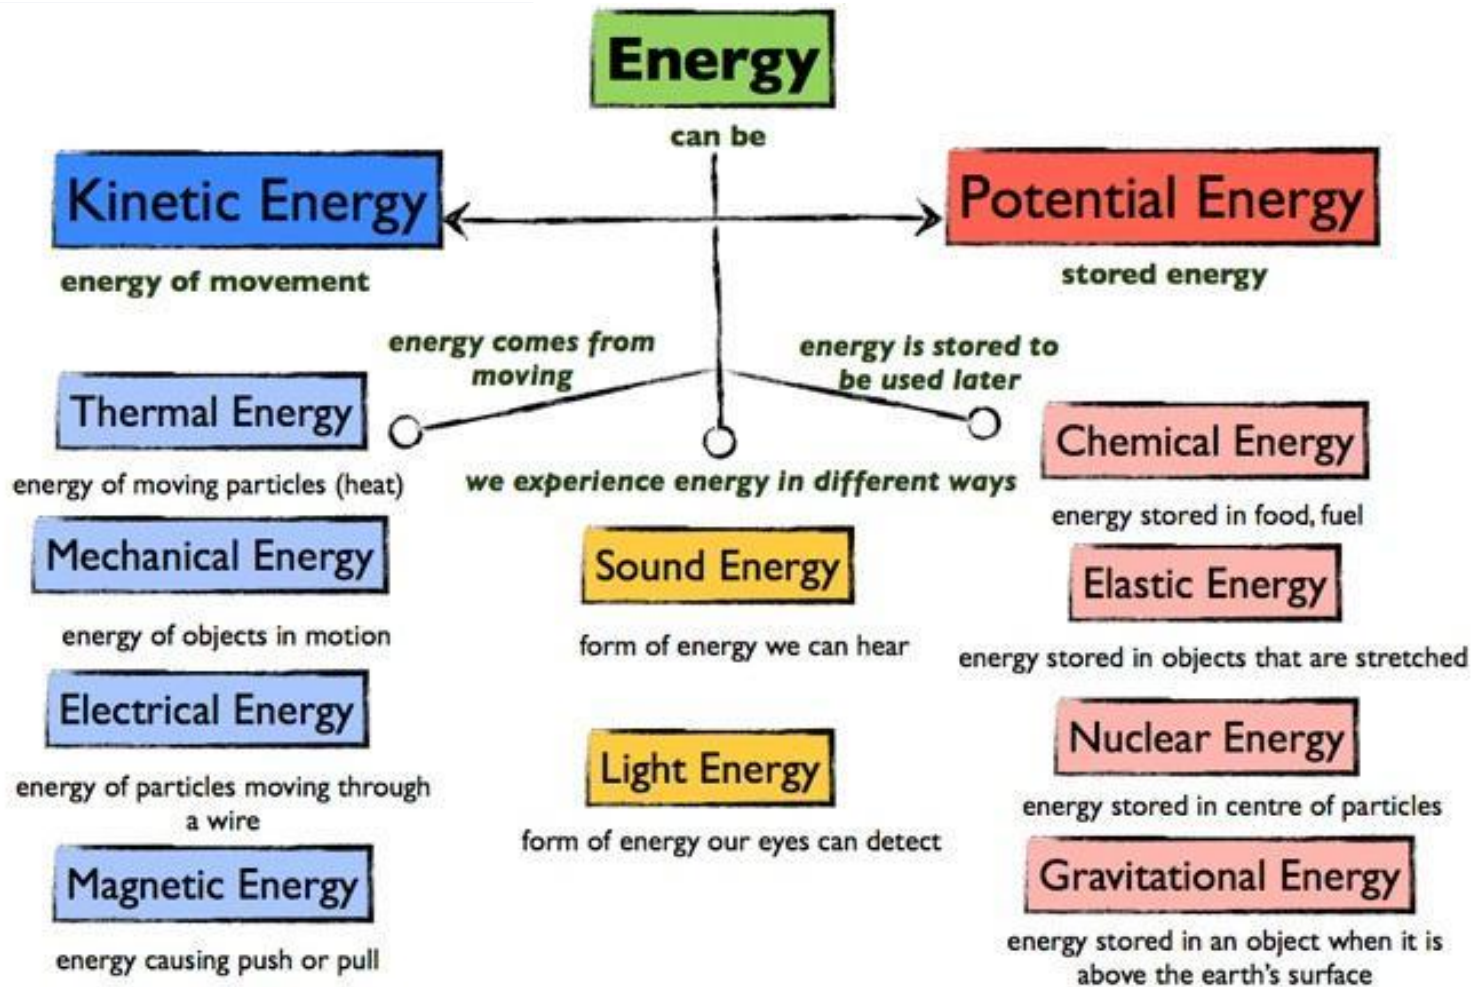 Energy
can be
Kinetic Energy
energy of movement
Potential Energy
stored energy
energy comes from
moving
energy is stored to
be used later
we experience energy in different ways
Thermal Energy
energy of moving particles (heat)
Mechanical Energy
energy of objects in motion
Electrical Energy
energy of particles moving through
a wire
Magnetic Energy
energy causing push or pull
Sound Energy
form of energy we can hear
Light Energy
form of energy our eyes can detect
Chemical Energy
energy stored in food, fuel
Elastic Energy
energy stored in objects that are stretched
Nuclear Energy
energy stored in centre of particles
Gravitational Energy
energy stored in an object when it is
above the earth's surface